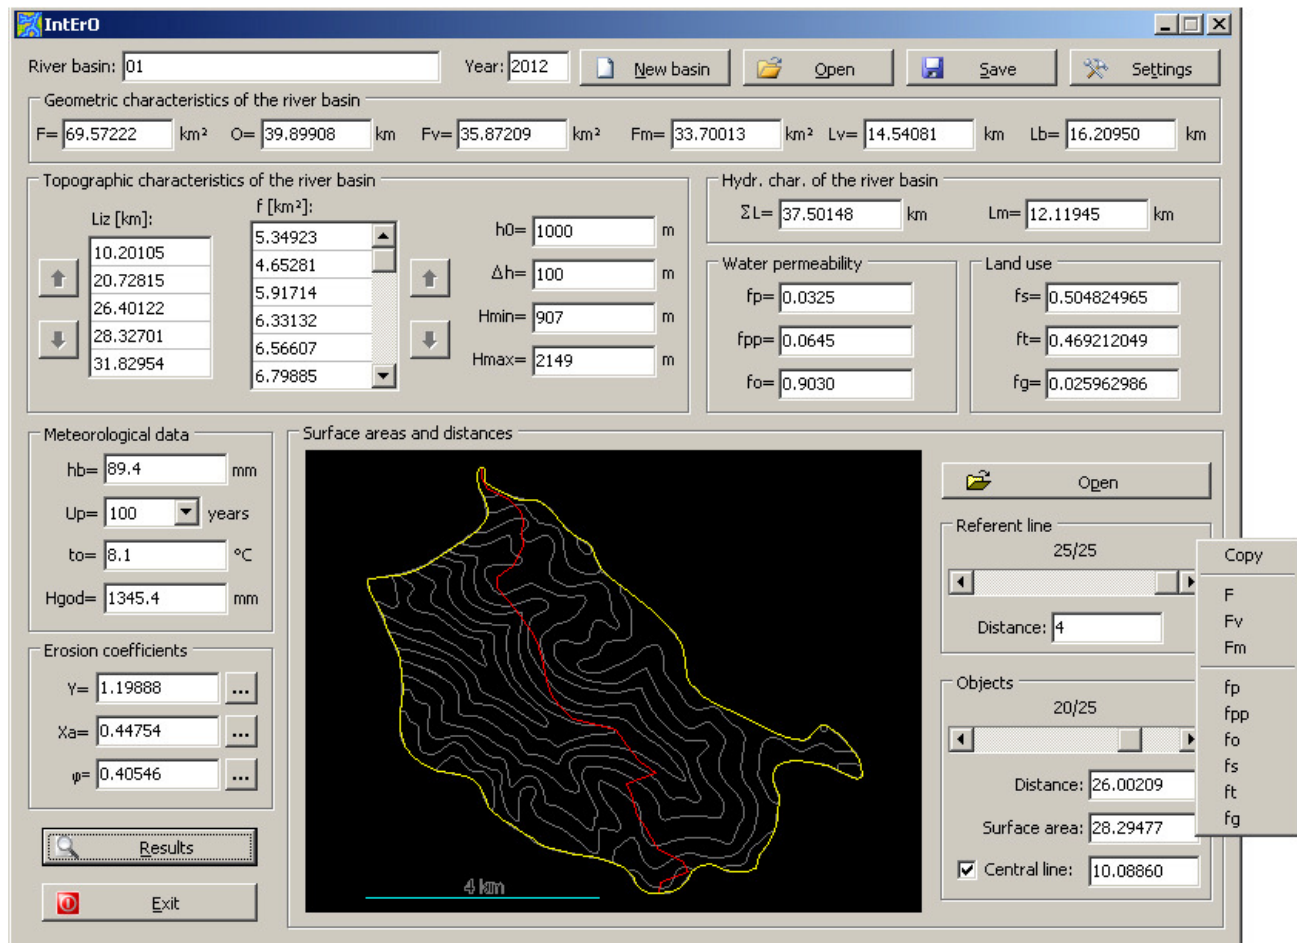 IntErO
River basin: 01 Year: 2012 New basin Open Save Settings
Geometric characteristics of the river basin
F= 69.57222 km² O= 39.89908 km Fv= 35.87209 km² Fm= 33.70013 km² Lv= 14.54081 km Lb= 16.20950 km
Topographic characteristics of the river basin
Liz [km]:
10.20105
20.72815
26.40122
28.32701
31.82954
f [km²]:
5.34923
4.65281
5.91714
6.33132
6.56607
6.79885
h0= 1000 m
Δh= 100 m
Hmin= 907 m
Hmax= 2149 m
Hydr. char. of the river basin
ΣL= 37.50148 km Lm= 12.11945 km
Water permeability
fp= 0.0325
fpp= 0.0645
fo= 0.9030
Land use
fs= 0.504824965
ft= 0.469212049
fg= 0.025962986
Meteorological data
hb= 89.4 mm
Up= 100 years
to= 8.1 °C
Hgod= 1345.4 mm
Erosion coefficients
Y= 1.19888 ...
Xa= 0.44754 ...
φ= 0.40546 ...
Results
Exit
Surface areas and distances
4 km
Open
Referent line
25/25
Distance: 4
Objects
20/25
Distance: 26.00209
Surface area: 28.29477
Central line: 10.08860
Copy
F
Fv
Fm
fp
fpp
fo
fs
ft
fg